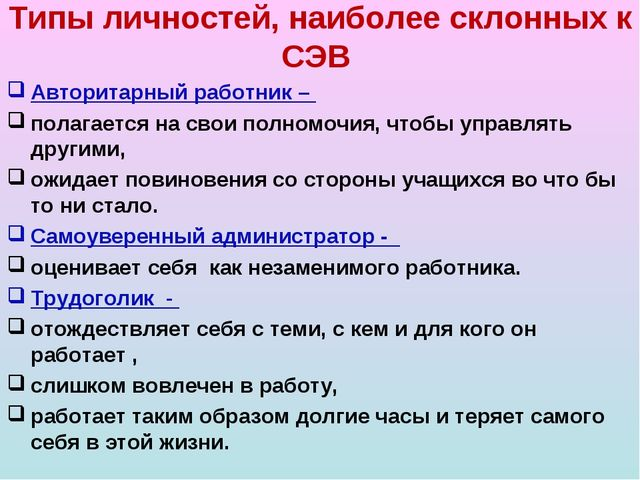 Типы личностей, наиболее склонных к
СЭВ
Авторитарный работник –
полагается на свои полномочия, чтобы управлять
другими,
ожидает повиновения со стороны учащихся во что бы
то ни стало.
Самоуверенный администратор -
оценивает себя как незаменимого работника.
Трудоголик -
отождествляет себя с теми, с кем и для кого он
работает ,
слишком вовлечен в работу,
работает таким образом долгие часы и теряет самого
себя в этой жизни.